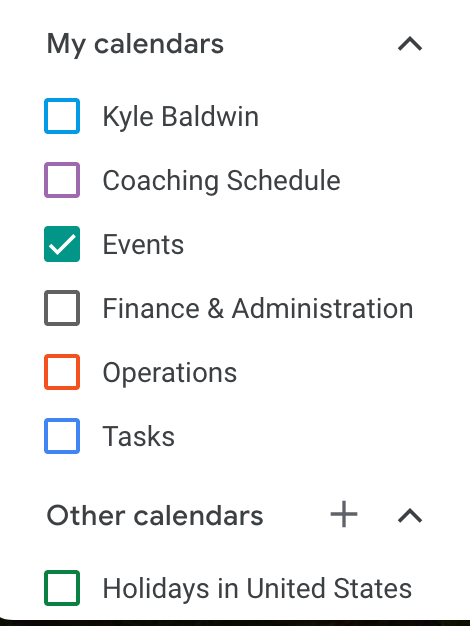 My calendars
Kyle Baldwin
Coaching Schedule
Events
Finance & Administration
Operations
Tasks
Other calendars
Holidays in United States